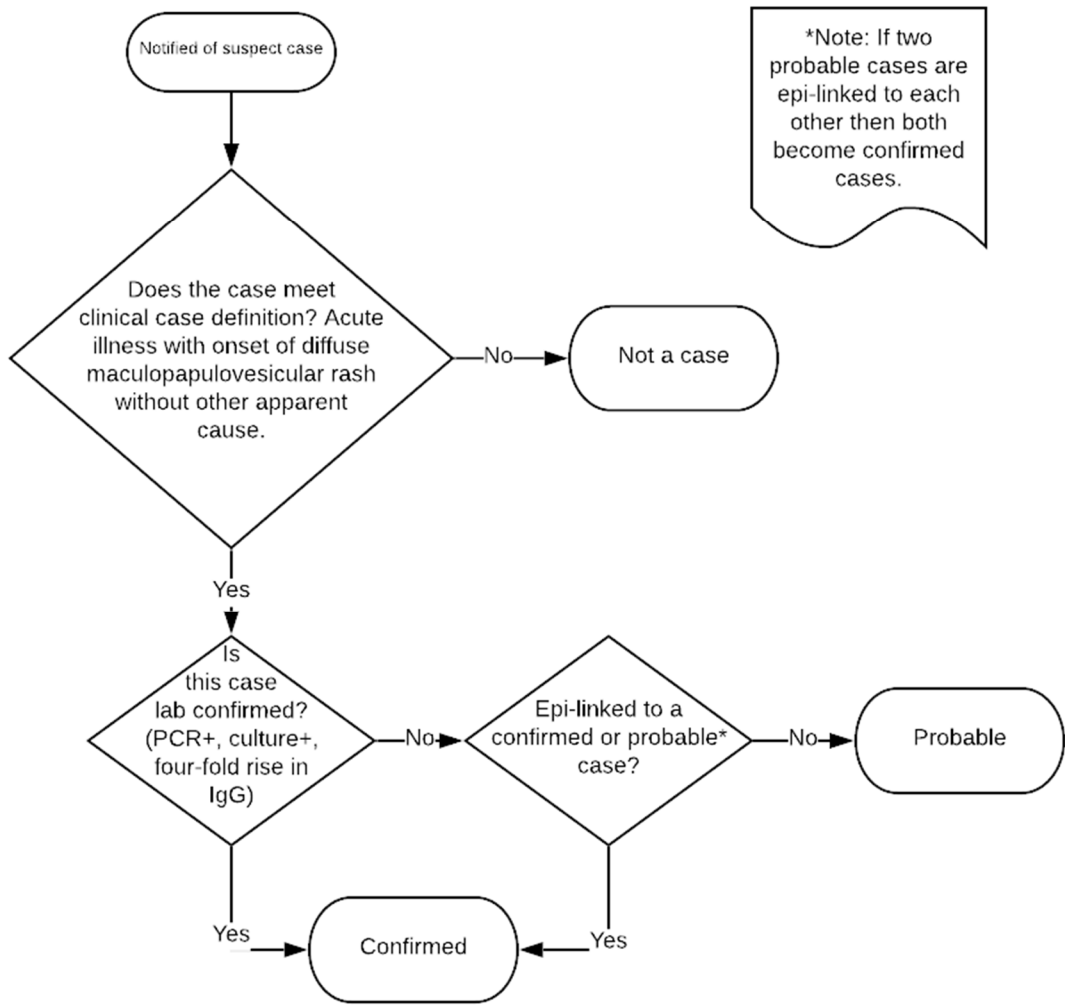 Notified of suspect case
*Note: If two
probable cases are
epi-linked to each
other then both
become confirmed
cases.
Does the case meet
clinical case definition? Acute
illness with onset of diffuse
maculopapulovesicular rash
without other apparent
cause.
No
Not a case
Yes
Is
this case
lab confirmed?
(PCR+, culture+,
four-fold rise in
IgG)
No
Epi-linked to a
confirmed or probable*
case?
No
Probable
Yes
Confirmed
Yes